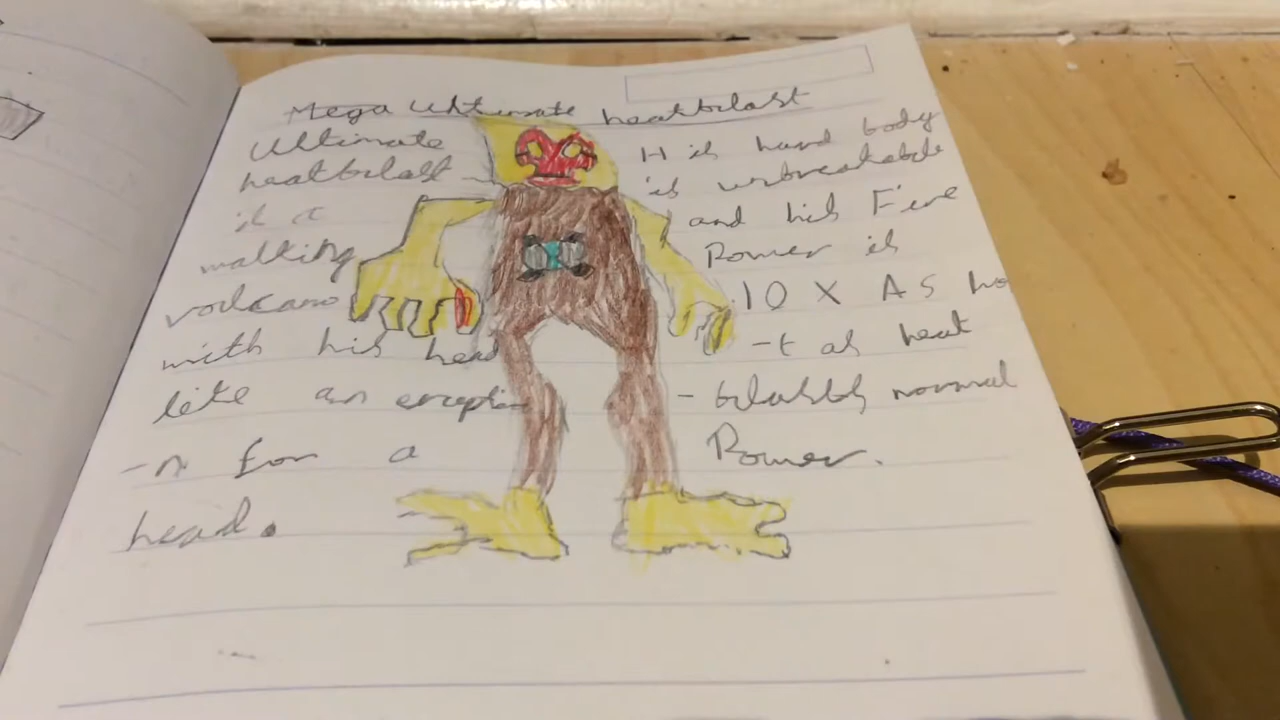 Mega Ultimate heatblast
Ultimate
heatblast
is a
walking
volcano
with his head
like an eruptio
-n for a
head.
H is hard body
is unbreakable
and his Fire
Power is
10 X AS ho
-t as heat
- blasts normal
Power.